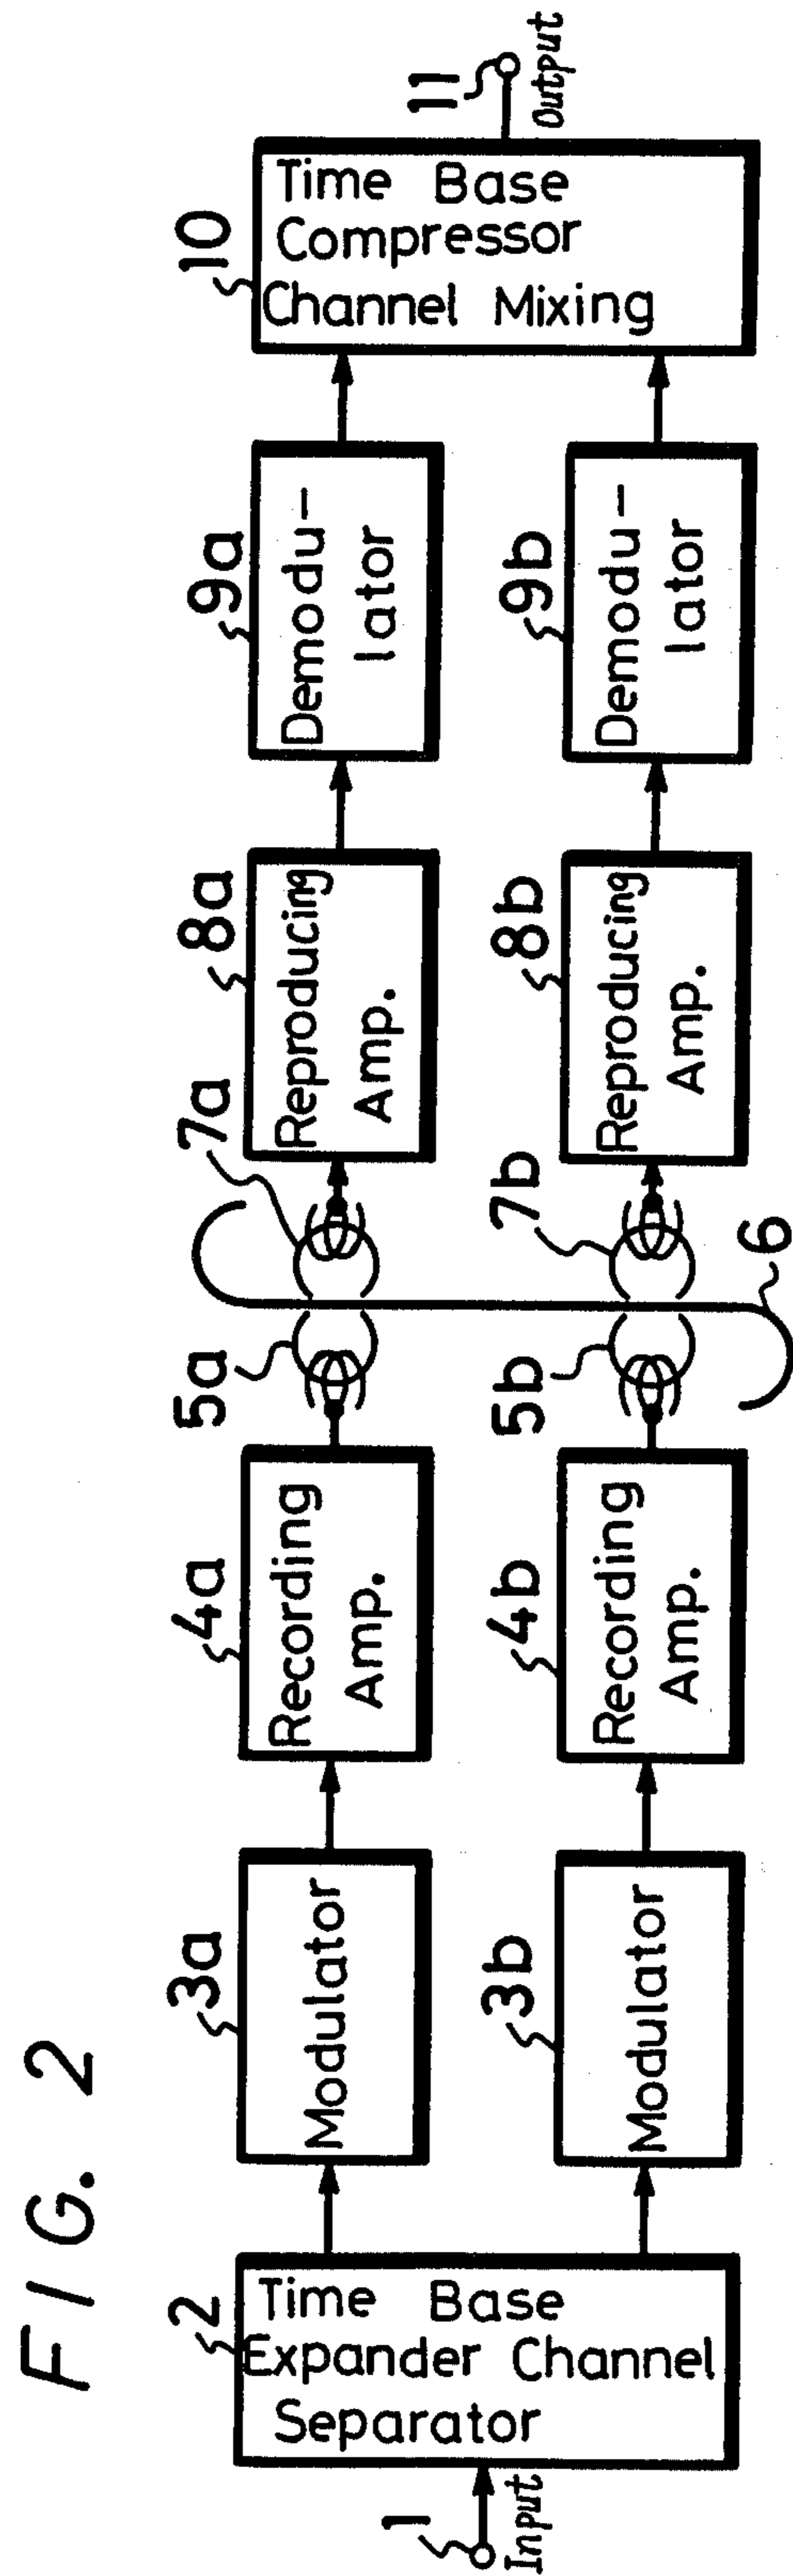 FIG. 2
1
Input
2
Time Base
Expander Channel
Separator
3a
Modulator
3b
Modulator
4a
Recording
Amp.
4b
Recording
Amp.
5a
5b
6
7a
7b
8a
Reproducing
Amp.
8b
Reproducing
Amp.
9a
Demodu-
lator
9b
Demodu-
lator
10
Time Base
Compressor
Channel Mixing
11
Output